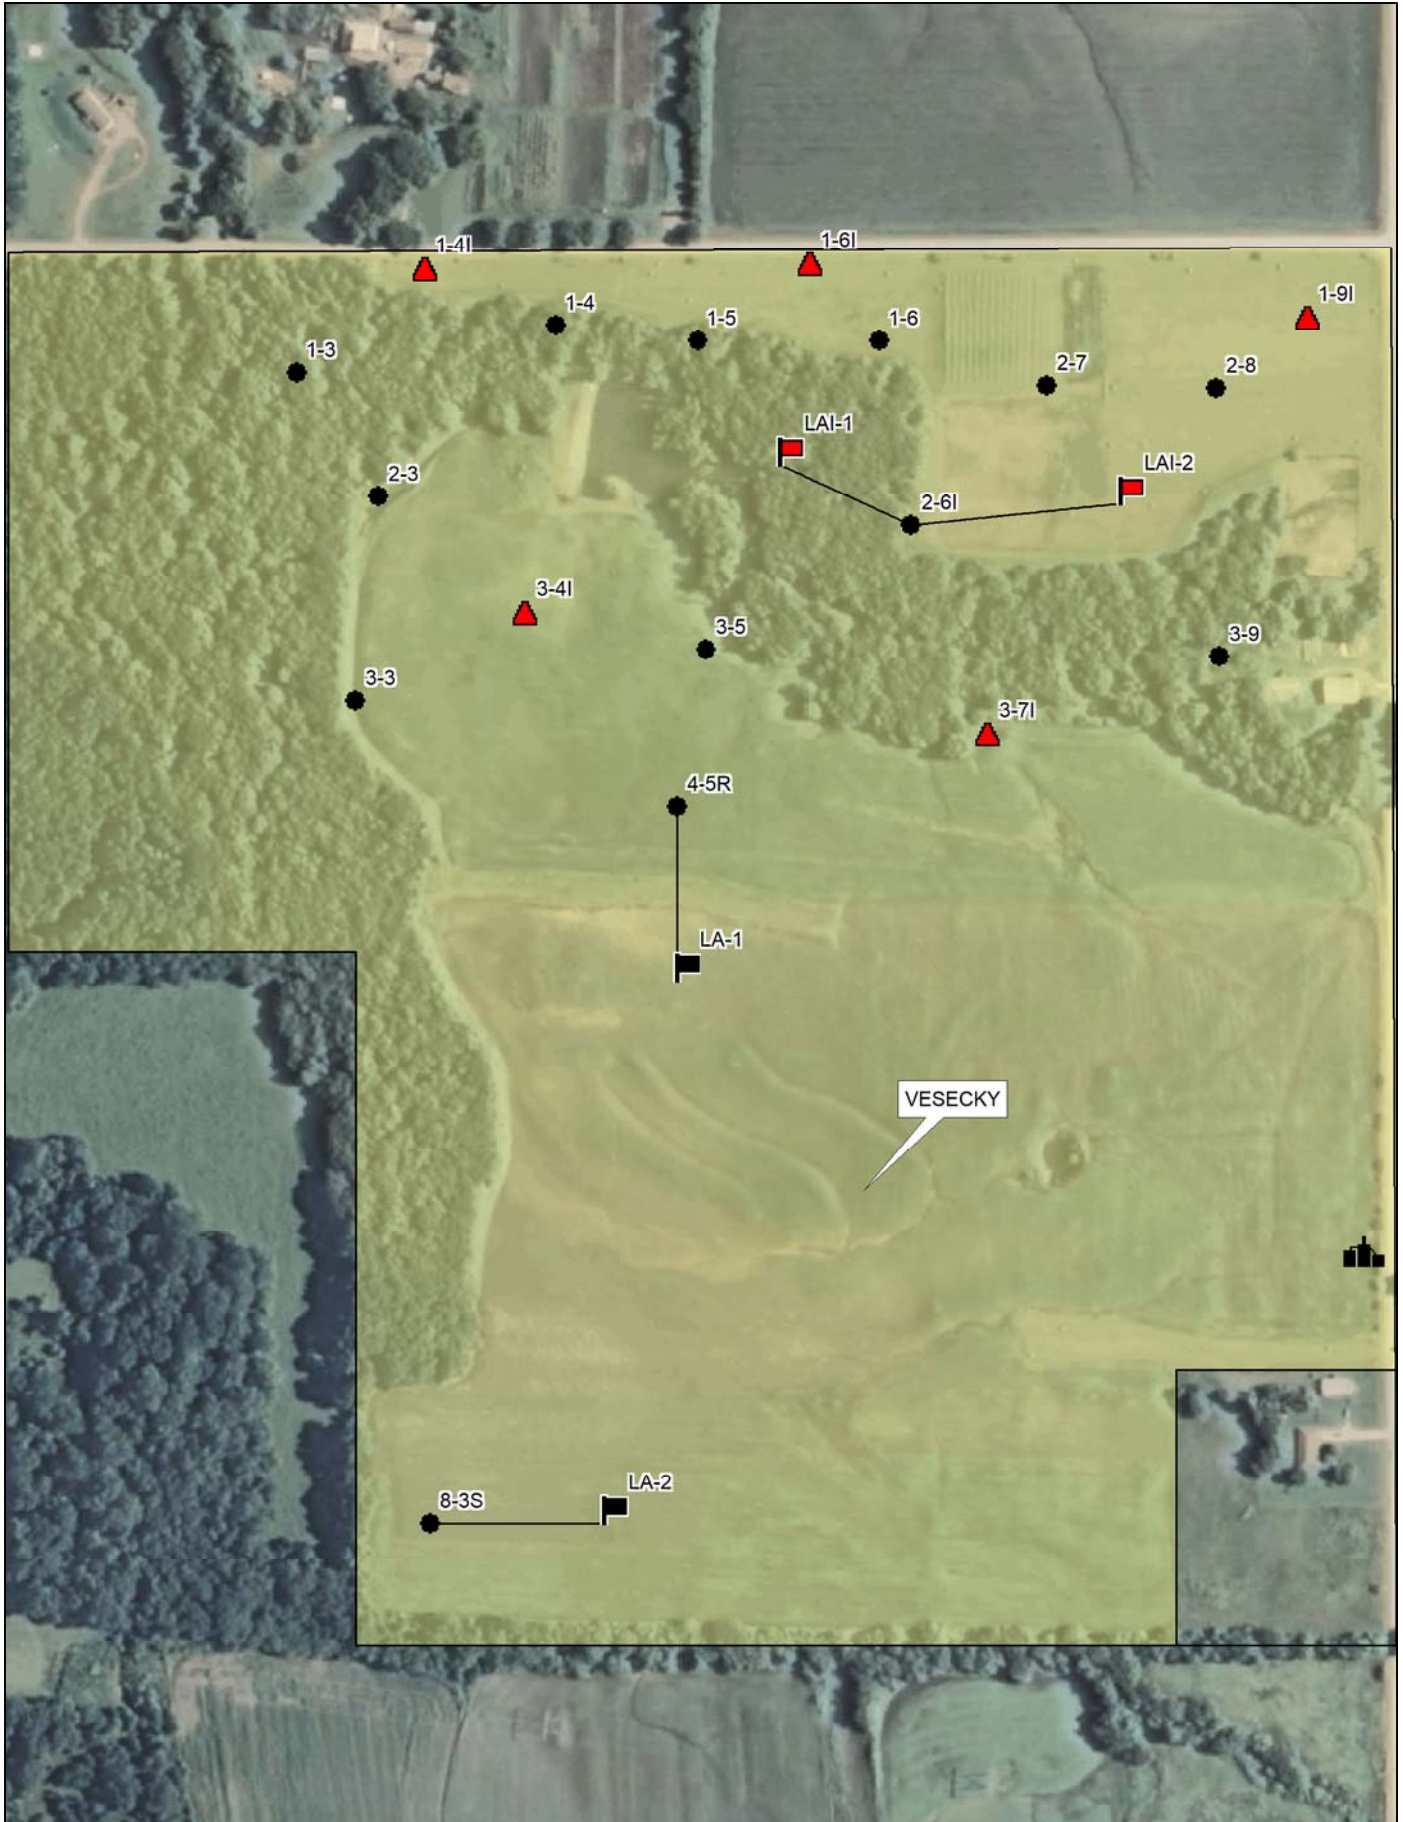 1-4I
1-6I
1-9I
1-4
1-5
1-6
1-3
2-7
2-8
LAI-1
LAI-2
2-3
2-6I
3-4I
3-5
3-9
3-3
3-7I
4-5R
LA-1
VESECKY
LA-2
8-3S